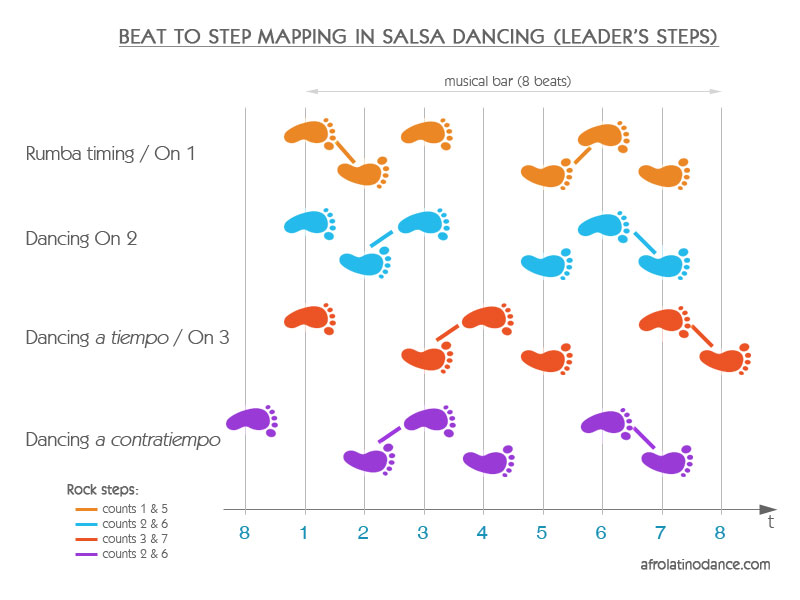 BEAT TO STEP MAPPING IN SALSA DANCING (LEADER'S STEPS)
musical bar (8 beats)
Rumba timing / On 1
Dancing On 2
Dancing a tiempo / On 3
Dancing a contratiempo
Rock steps:
counts 1 & 5
counts 2 & 6
counts 3 & 7
counts 2 & 6
t
8 1 2 3 4 5 6 7 8
afrolatinodance.com